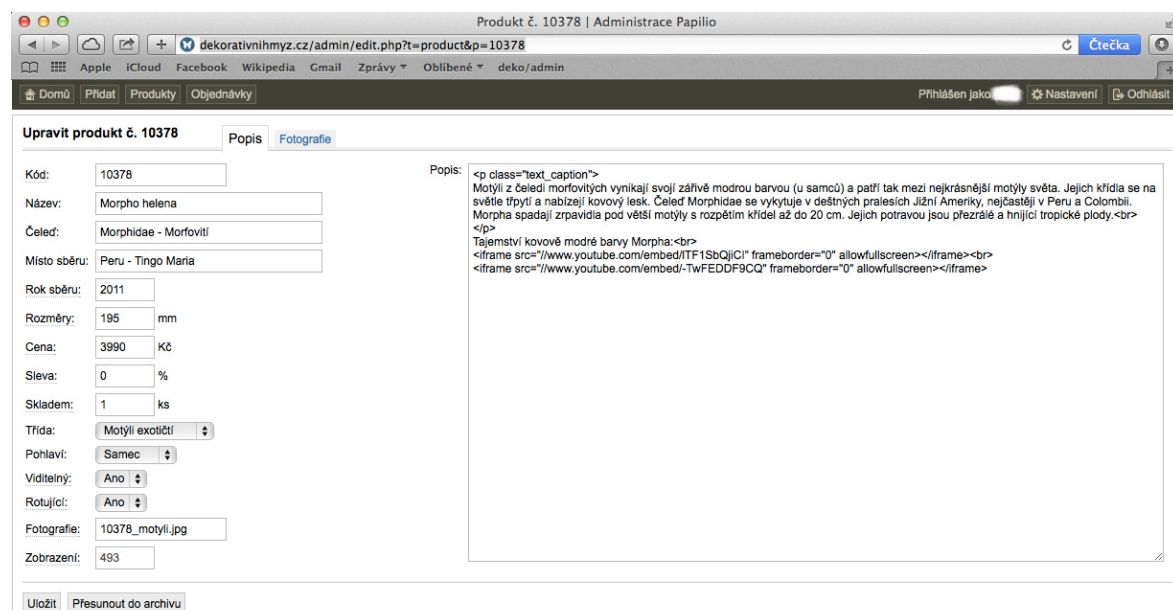 Produkt č. 10378 | Administrace Papilio
dekorativnihmyz.cz/admin/edit.php?t=product&p=10378
Čtečka
Apple iCloud Facebook Wikipedia Gmail Zprávy Oblíbené deko/admin
Domů Přidat Produkty Objednávky Přihlášen jako Nastavení Odhlásit
Upravit produkt č. 10378 Popis Fotografie
Kód: 10378
Název: Morpho helena
Čeleď: Morphidae - Morfovití
Místo sběru: Peru - Tingo Maria
Rok sběru: 2011
Rozměry: 195 mm
Cena: 3990 Kč
Sleva: 0 %
Skladem: 1 ks
Třída: Motýli exotičtí
Pohlaví: Samec
Viditelný: Ano
Rotující: Ano
Fotografie: 10378_motyli.jpg
Zobrazení: 493
Popis:
<p class="text_caption">
Motýli z čeledi morfovitých vynikají svojí zářivě modrou barvou (u samců) a patří tak mezi nejkrásnější motýly světa. Jejich křídla se na
světle třpytí a nabízejí kovový lesk. Čeleď Morphidae se vykytuje v deštných pralesích Jižní Ameriky, nejčastěji v Peru a Colombii.
Morpha spadají zrpavidla pod větší motýly s rozpětím křídel až do 20 cm. Jejich potravou jsou přezrálé a hnijící tropické plody.<br>
</p>
Tajemství kovově modré barvy Morpha:<br>
<iframe src="//www.youtube.com/embed/ITF1SbQjiCI" frameborder="0" allowfullscreen></iframe><br>
<iframe src="//www.youtube.com/embed/-TwFEDDF9CQ" frameborder="0" allowfullscreen></iframe>
Uložit Přesunout do archivu